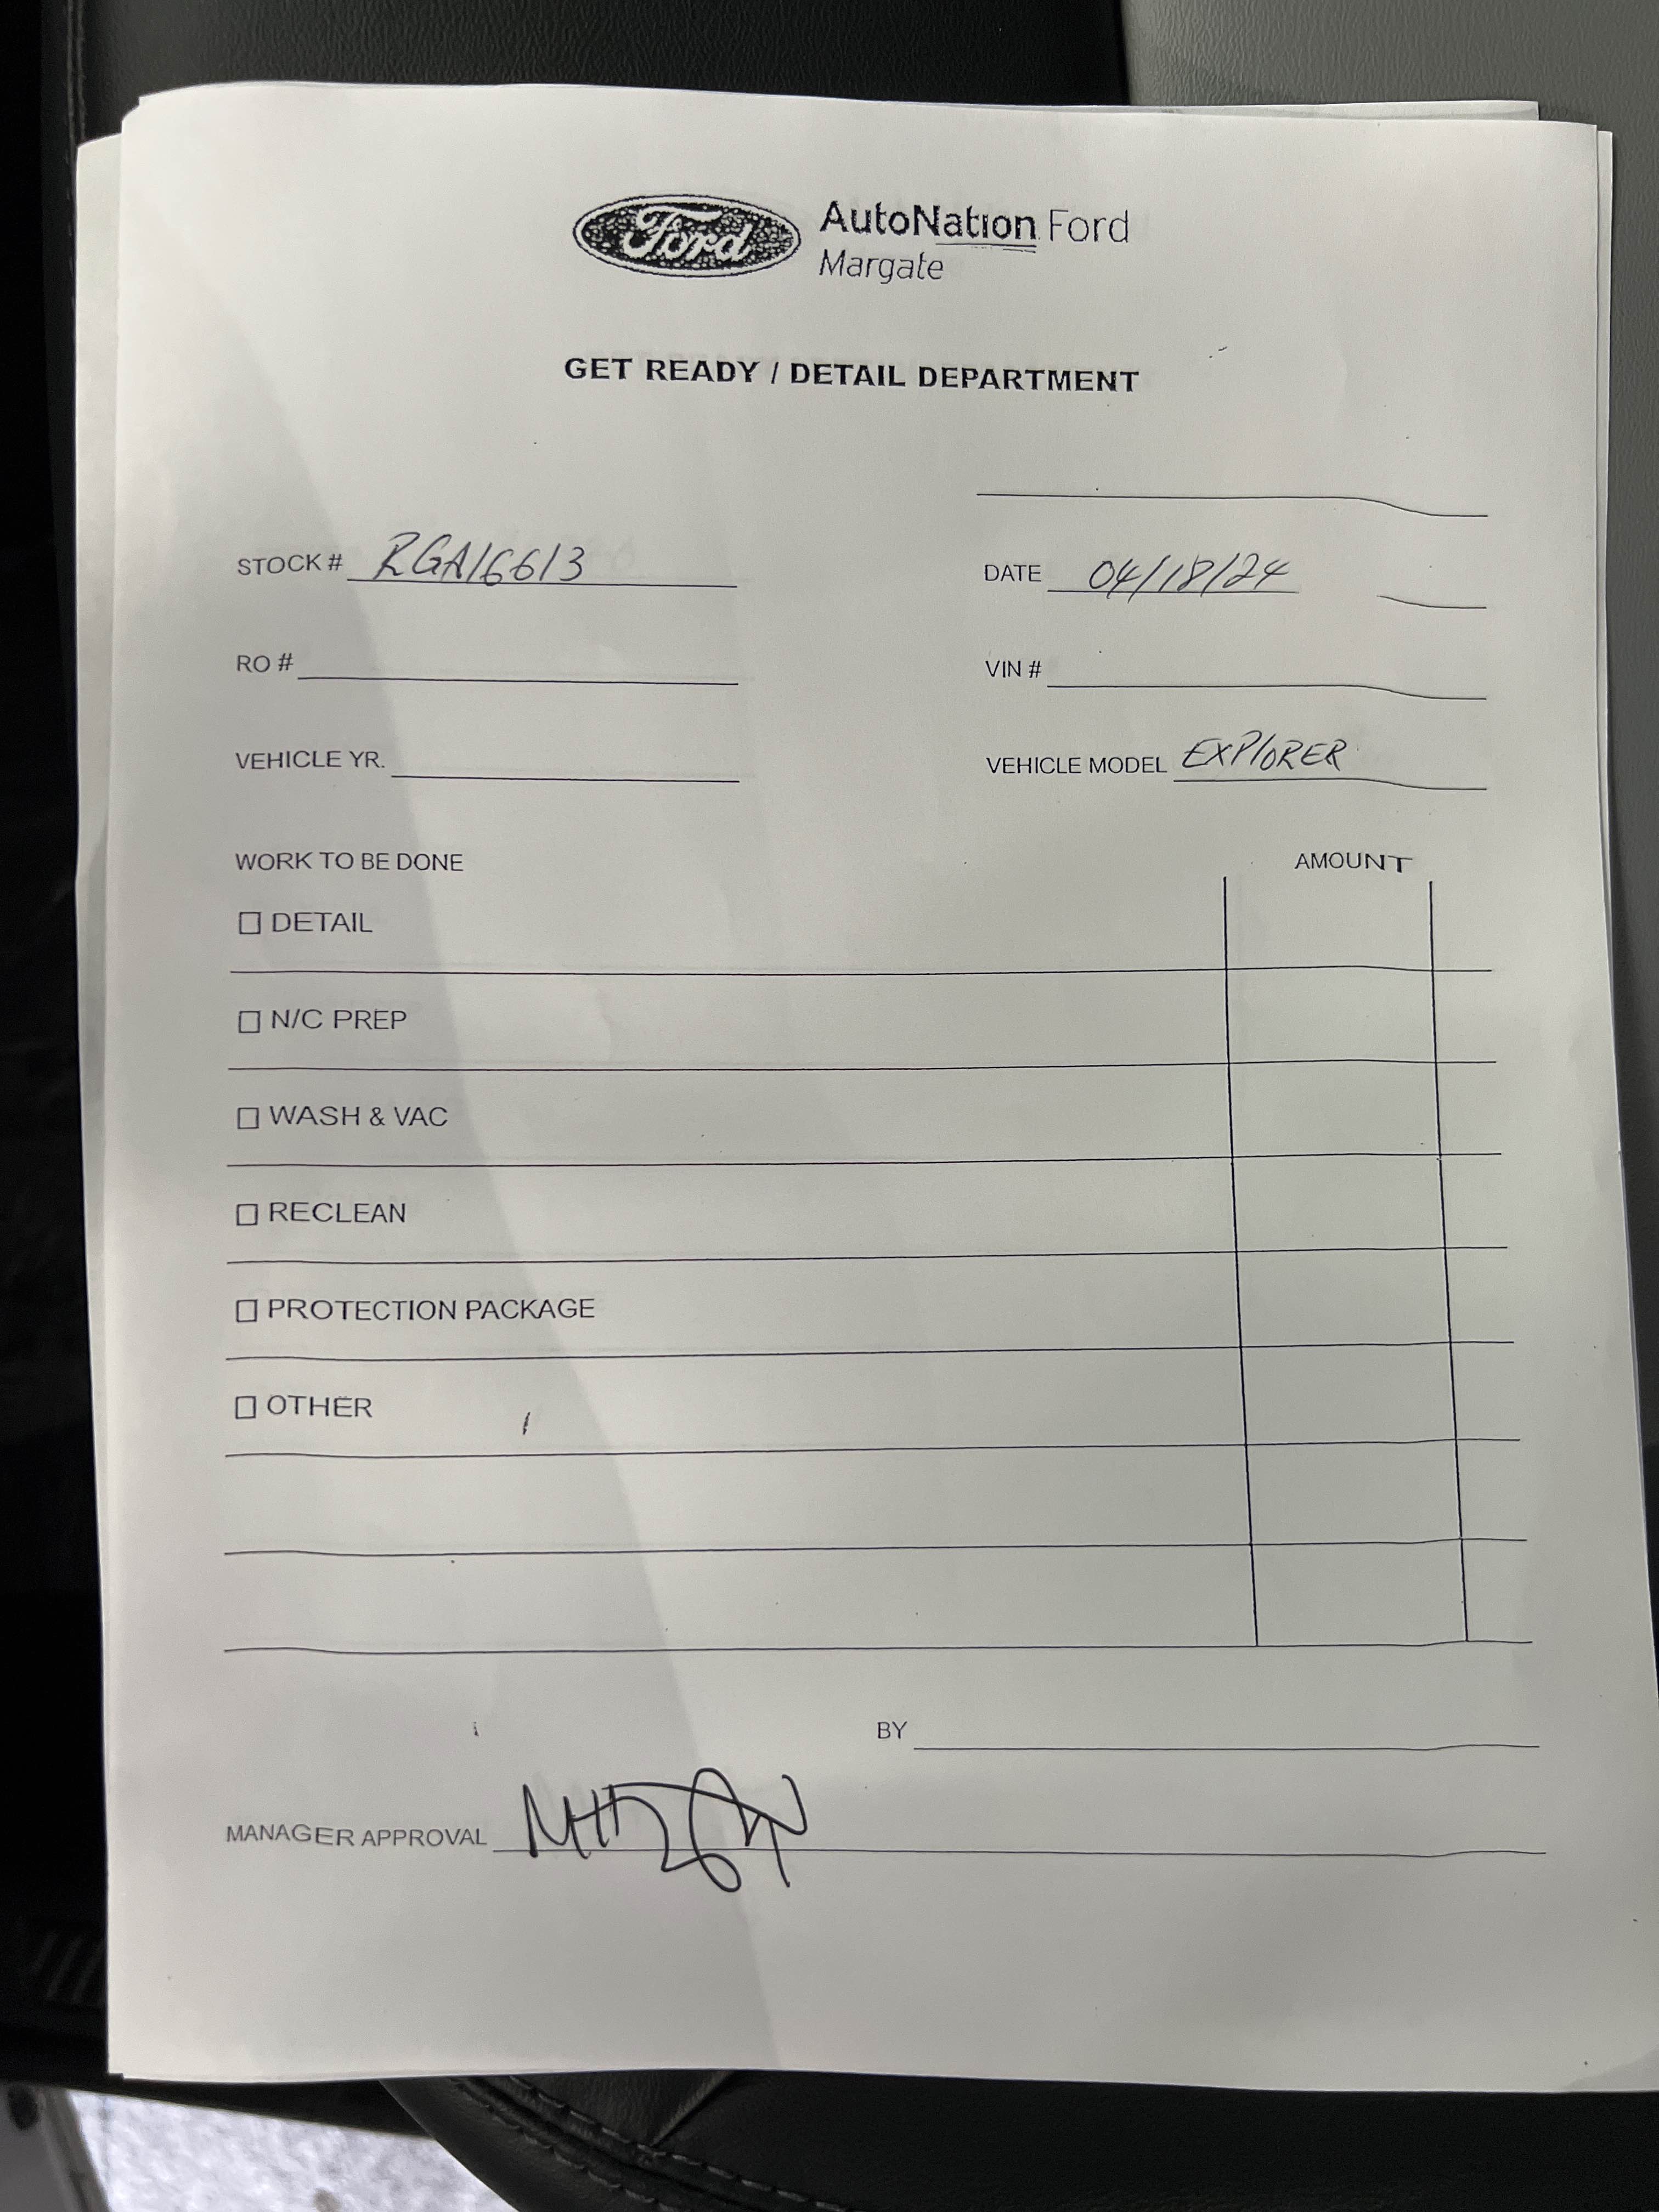 Ford AutoNation Ford
Margate
GET READY / DETAIL DEPARTMENT
STOCK # RGA16613 DATE 04/18/24
RO # VIN #
VEHICLE YR. VEHICLE MODEL EXPlORER
WORK TO BE DONE AMOUNT
DETAIL
N/C PREP
WASH & VAC
RECLEAN
PROTECTION PACKAGE
OTHER
BY
MANAGER APPROVAL